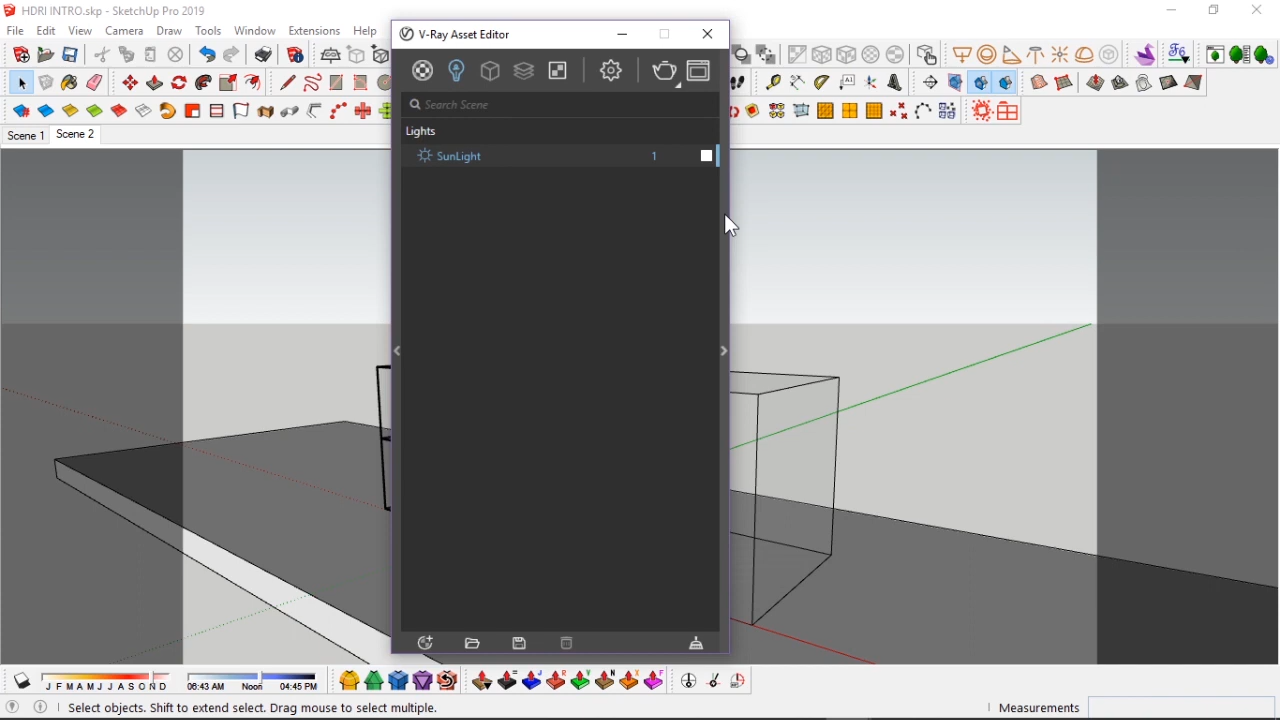 HDRI INTRO.skp - SketchUp Pro 2019
File Edit View Camera Draw Tools Window Extensions Help
V-Ray Asset Editor
Search Scene
Scene 1 Scene 2
Lights
SunLight 1
J F M A M J J A S O N D
06:43 AM Noon 04:45 PM
Select objects. Shift to extend select. Drag mouse to select multiple.
Measurements